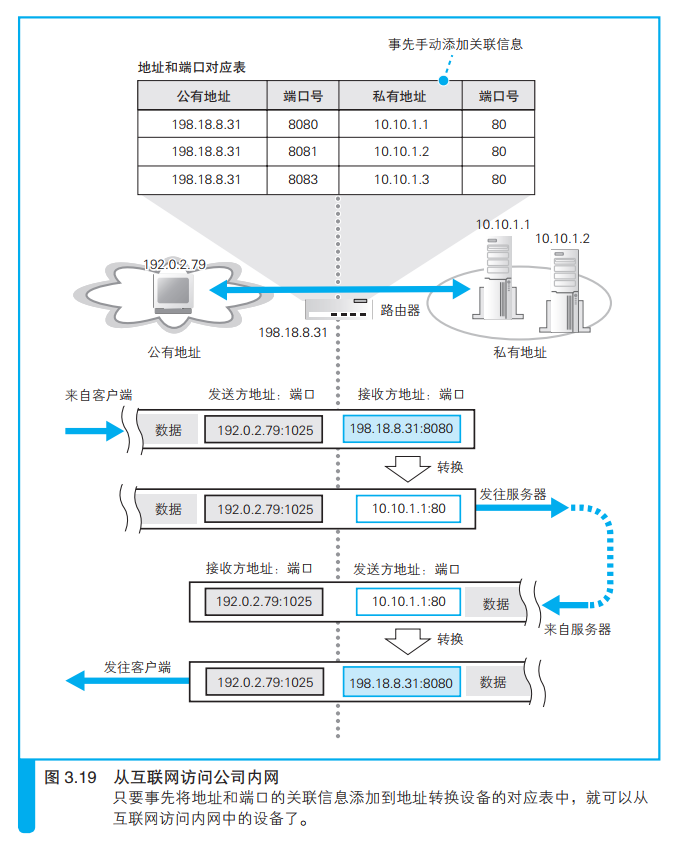 事先手动添加关联信息
地址和端口对应表
公有地址 端口号 私有地址 端口号
198.18.8.31 8080 10.10.1.1 80
198.18.8.31 8081 10.10.1.2 80
198.18.8.31 8083 10.10.1.3 80
10.10.1.1
10.10.1.2
192.0.2.79
路由器
198.18.8.31
公有地址
私有地址
来自客户端
发送方地址：端口 接收方地址：端口
数据 192.0.2.79:1025 198.18.8.31:8080
转换
发往服务器
数据 192.0.2.79:1025 10.10.1.1:80
接收方地址：端口 发送方地址：端口
192.0.2.79:1025 10.10.1.1:80 数据
来自服务器
转换
发往客户端
192.0.2.79:1025 198.18.8.31:8080 数据
图 3.19 从互联网访问公司内网
只要事先将地址和端口的关联信息添加到地址转换设备的对应表中，就可以从
互联网访问内网中的设备了。